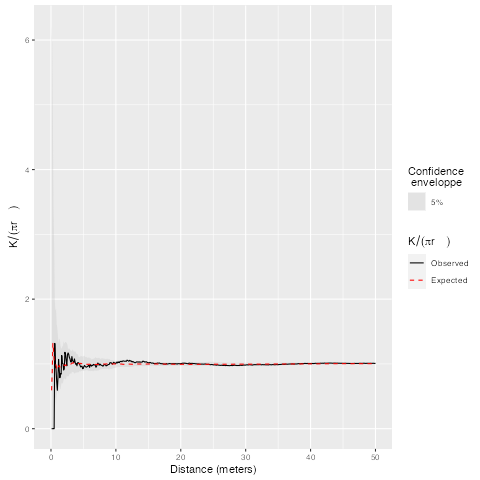 6
4
2
0
K/(πr )
0
10
20
30
40
50
Distance (meters)
Confidence
enveloppe
5%
K/(πr )
Observed
Expected